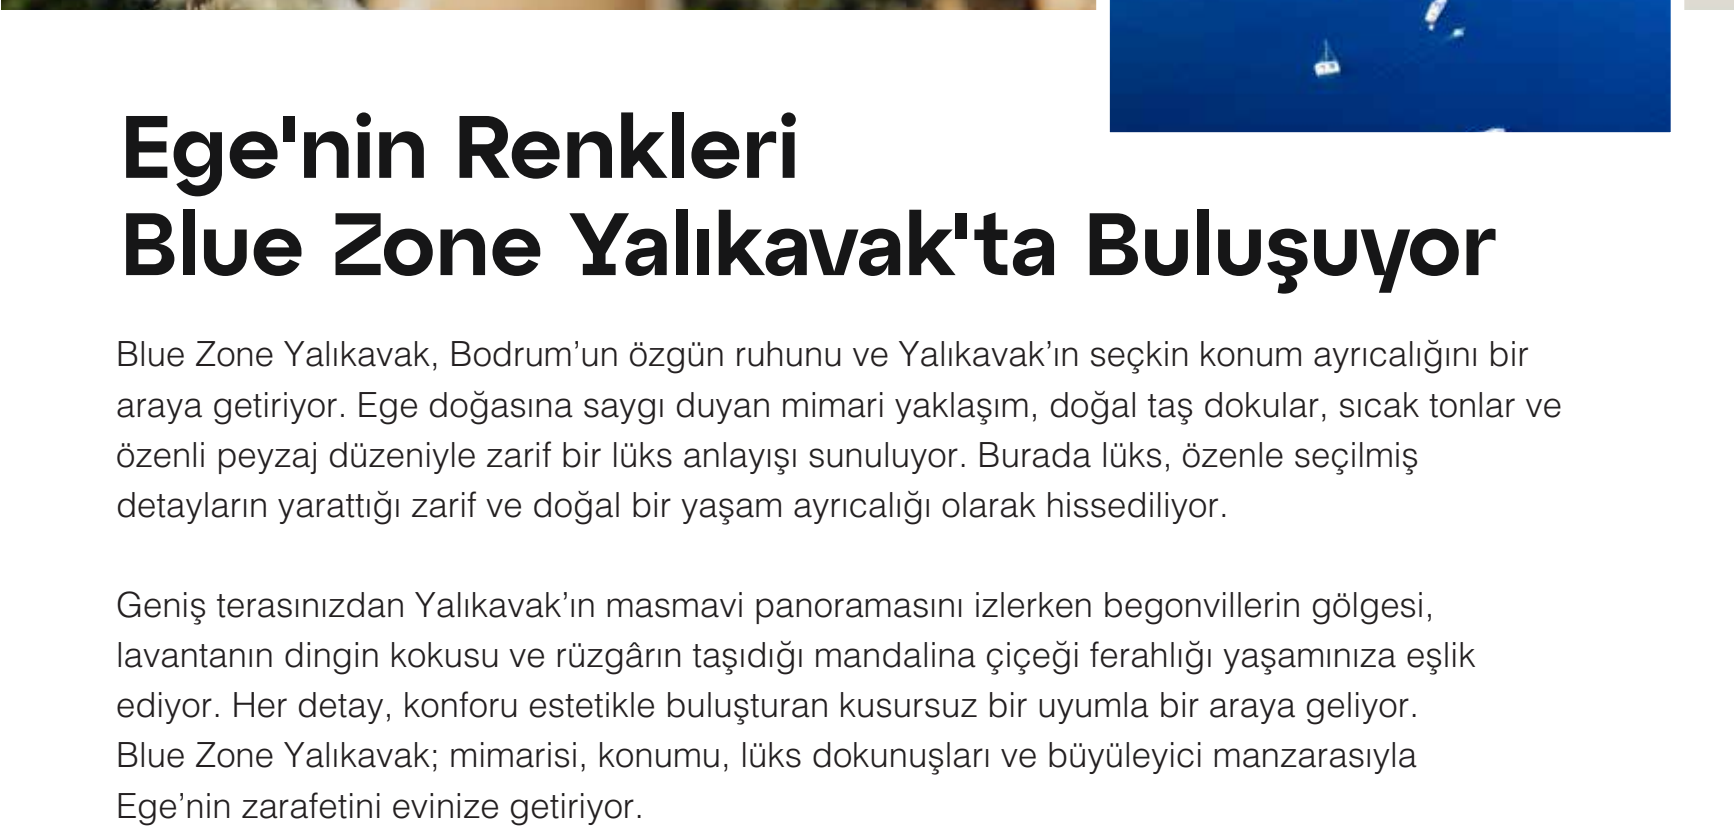 Ege'nin Renkleri
Blue Zone Yalıkavak'ta Buluşuyor
Blue Zone Yalıkavak, Bodrum’un özgün ruhunu ve Yalıkavak’ın seçkin konum ayrıcalığını bir
araya getiriyor. Ege doğasına saygı duyan mimari yaklaşım, doğal taş dokular, sıcak tonlar ve
özenli peyzaj düzeniyle zarif bir lüks anlayışı sunuluyor. Burada lüks, özenle seçilmiş
detayların yarattığı zarif ve doğal bir yaşam ayrıcalığı olarak hissediliyor.
Geniş terasınızdan Yalıkavak’ın masmavi panoramasını izlerken begonvillerin gölgesi,
lavantanın dingin kokusu ve rüzgârın taşıdığı mandalina çiçeği ferahlığı yaşamınıza eşlik
ediyor. Her detay, konforu estetikle buluşturan kusursuz bir uyumla bir araya geliyor.
Blue Zone Yalıkavak; mimarisi, konumu, lüks dokunuşları ve büyüleyici manzarasıyla
Ege’nin zarafetini evinize getiriyor.